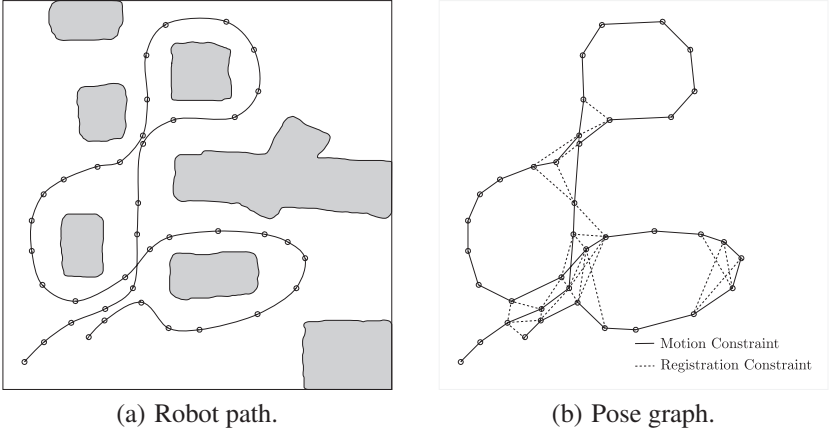 Motion Constraint
Registration Constraint
(a) Robot path.
(b) Pose graph.